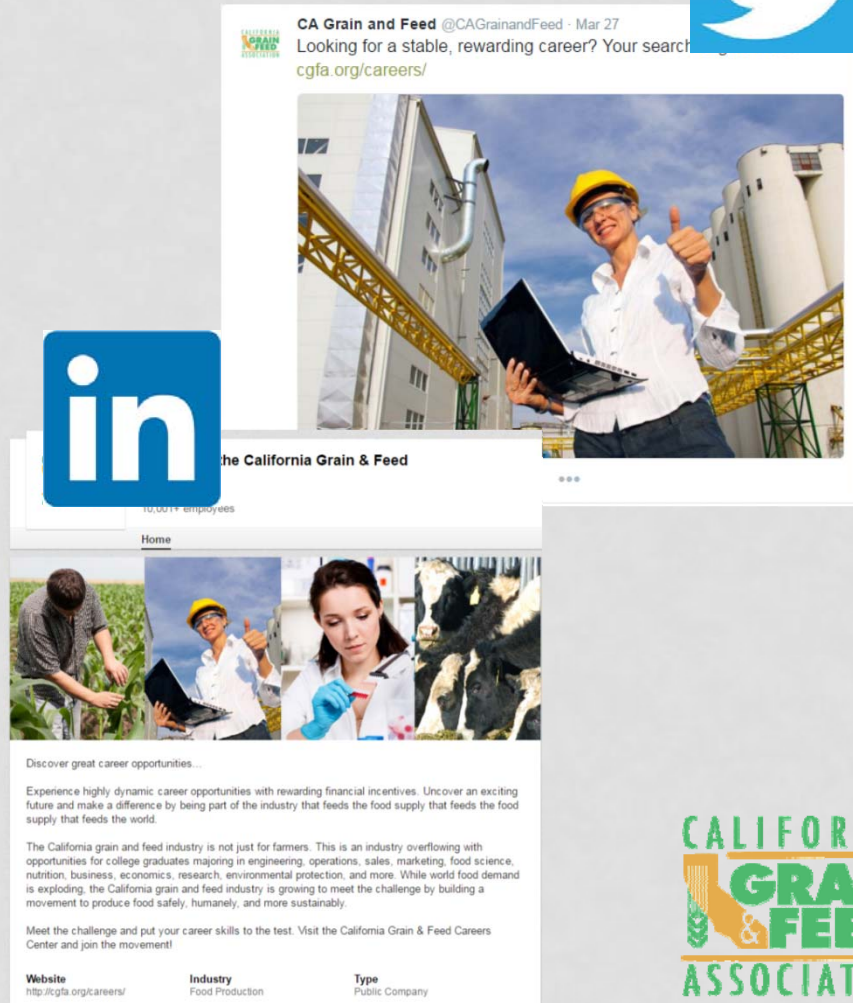 CA Grain and Feed @CAGrainandFeed · Mar 27
Looking for a stable, rewarding career? Your search
cgfa.org/careers/
CALIFORNIA
GRAIN
& FEED
ASSOCIATION
in
the California Grain & Feed
10,001+ employees
Home
Discover great career opportunities...
Experience highly dynamic career opportunities with rewarding financial incentives. Uncover an exciting
future and make a difference by being part of the industry that feeds the food supply that feeds the food
supply that feeds the world.
The California grain and feed industry is not just for farmers. This is an industry overflowing with
opportunities for college graduates majoring in engineering, operations, sales, marketing, food science,
nutrition, business, economics, research, environmental protection, and more. While world food demand
is exploding, the California grain and feed industry is growing to meet the challenge by building a
movement to produce food safely, humanely, and more sustainably.
Meet the challenge and put your career skills to the test. Visit the California Grain & Feed Careers
Center and join the movement!
Website
http://cgfa.org/careers/
Industry
Food Production
Type
Public Company
CALIFOR
GRA
& FEE
ASSOCIAT